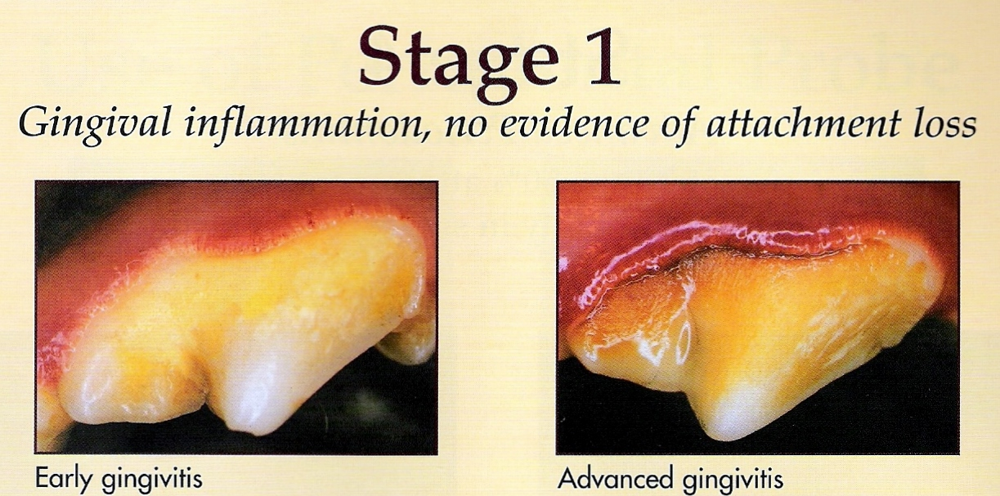 Stage 1
Gingival inflammation, no evidence of attachment loss
Early gingivitis
Advanced gingivitis